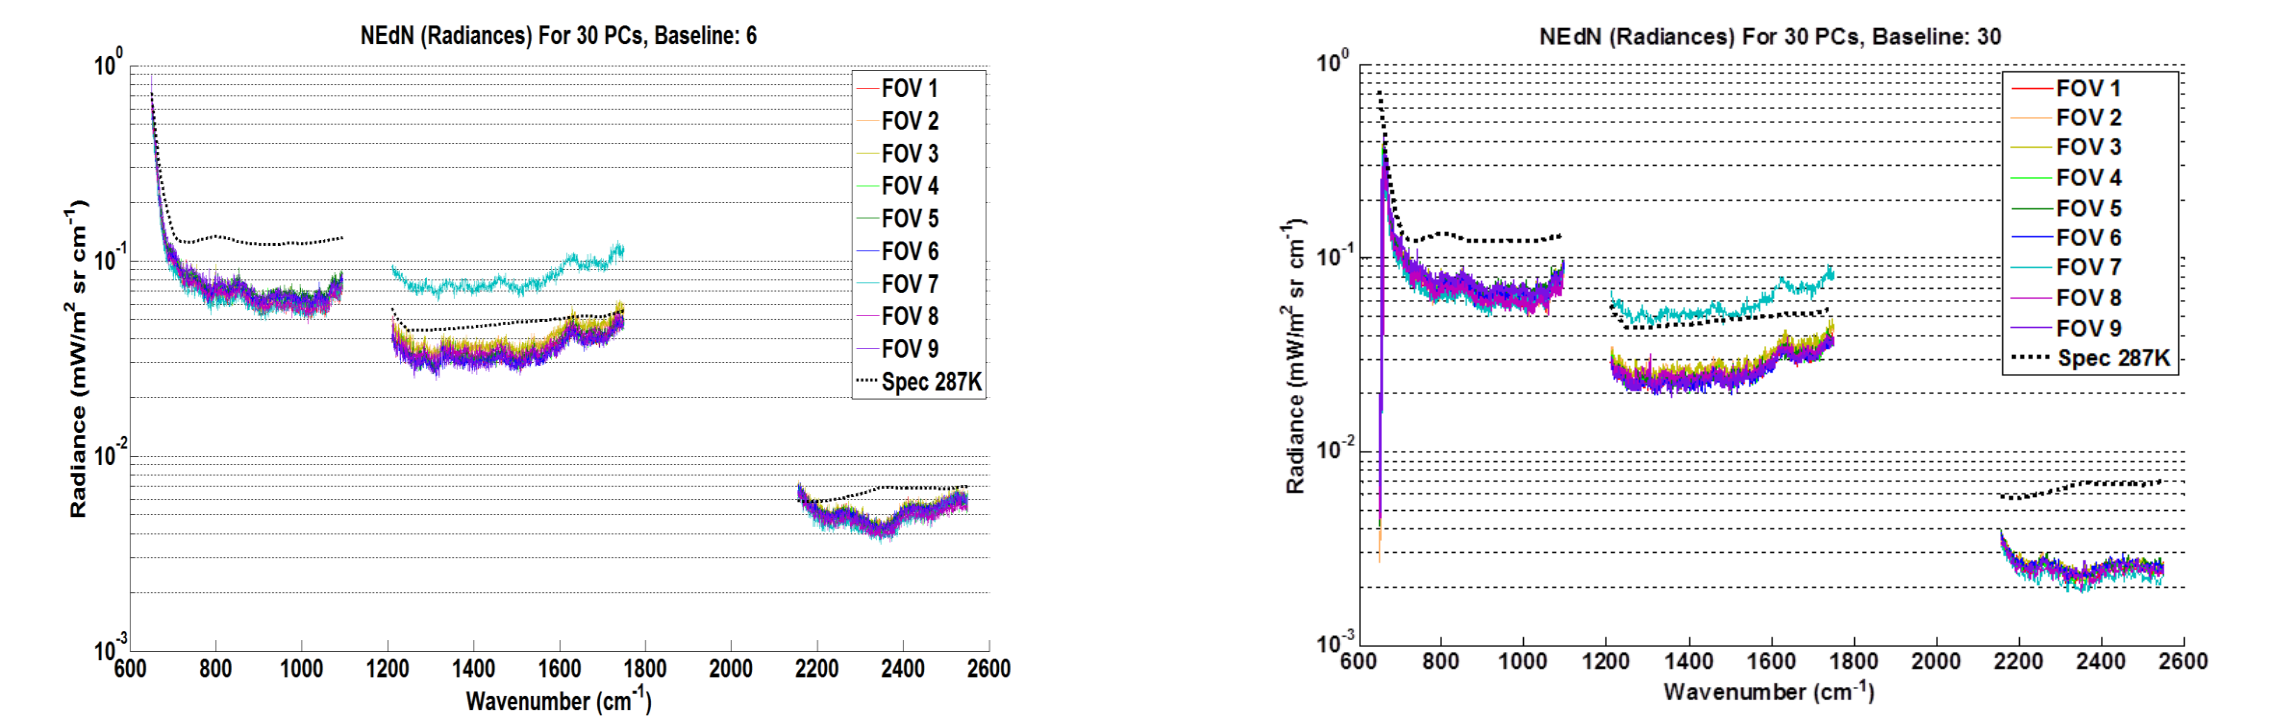 NEdN (Radiances) For 30 PCs, Baseline: 6
10^0
10^-1
10^-2
10^-3
Radiance (mW/m^2 sr cm^-1)
600 800 1000 1200 1400 1600 1800 2000 2200 2400 2600
Wavenumber (cm^-1)
FOV 1
FOV 2
FOV 3
FOV 4
FOV 5
FOV 6
FOV 7
FOV 8
FOV 9
Spec 287K
NEdN (Radiances) For 30 PCs, Baseline: 30
10^0
10^-1
10^-2
10^-3
Radiance (mW/m^2 sr cm^-1)
600 800 1000 1200 1400 1600 1800 2000 2200 2400 2600
Wavenumber (cm^-1)
FOV 1
FOV 2
FOV 3
FOV 4
FOV 5
FOV 6
FOV 7
FOV 8
FOV 9
Spec 287K